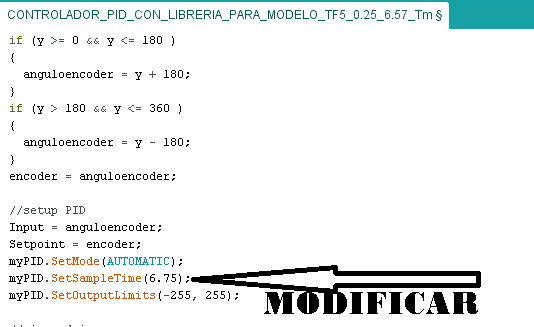 CONTROLADOR_PID_CON_LIBRERIA_PARA_MODELO_TF5_0.25_6.57_Tm §
if (y >= 0 && y <= 180 )
{
anguloencoder = y + 180;
}
if (y > 180 && y <= 360 )
{
anguloencoder = y - 180;
}
encoder = anguloencoder;
//setup PID
Input = anguloencoder;
Setpoint = encoder;
myPID.SetMode(AUTOMATIC);
myPID.SetSampleTime(6.75);
myPID.SetOutputLimits(-255, 255);
MODIFICAR